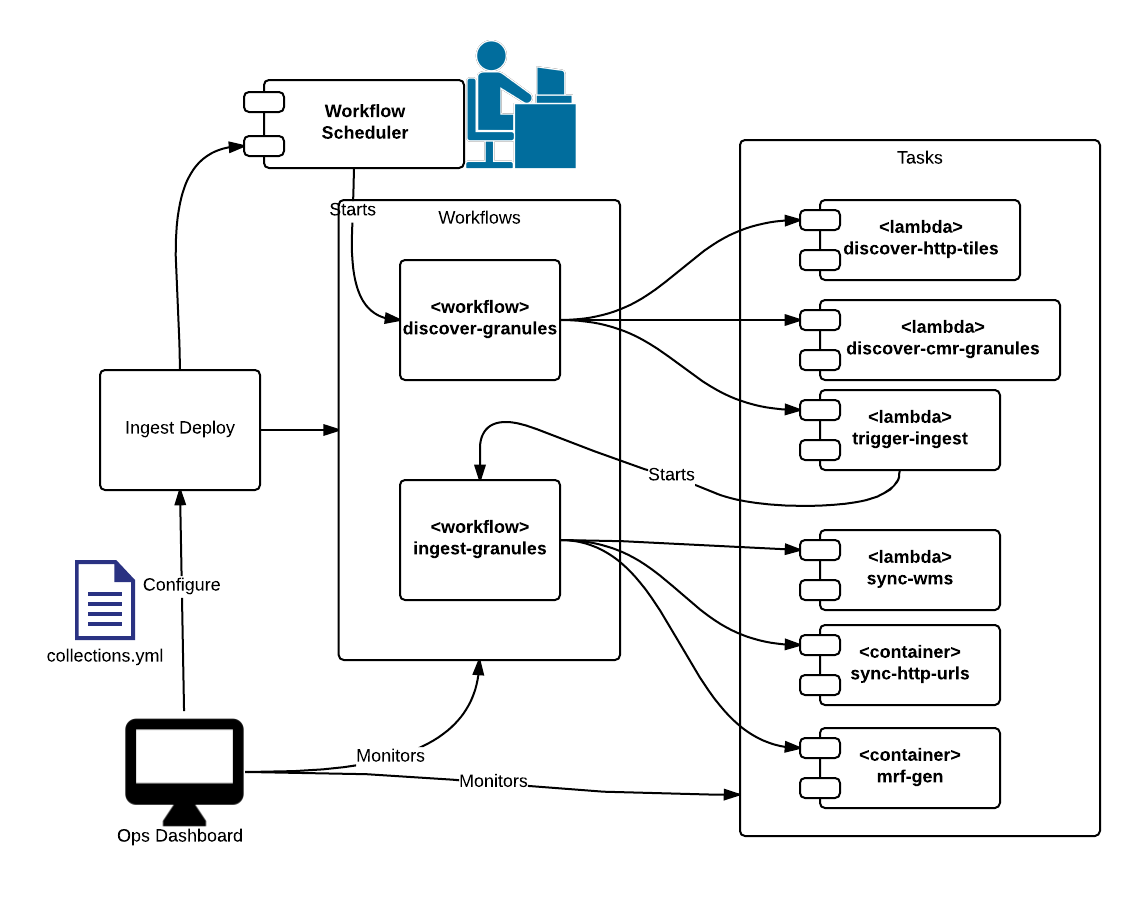 Workflow
Scheduler
Starts
Workflows
<workflow>
discover-granules
Ingest Deploy
<workflow>
ingest-granules
Starts
Configure
collections.yml
Ops Dashboard
Monitors
Monitors
Tasks
<lambda>
discover-http-tiles
<lambda>
discover-cmr-granules
<lambda>
trigger-ingest
<lambda>
sync-wms
<container>
sync-http-urls
<container>
mrf-gen